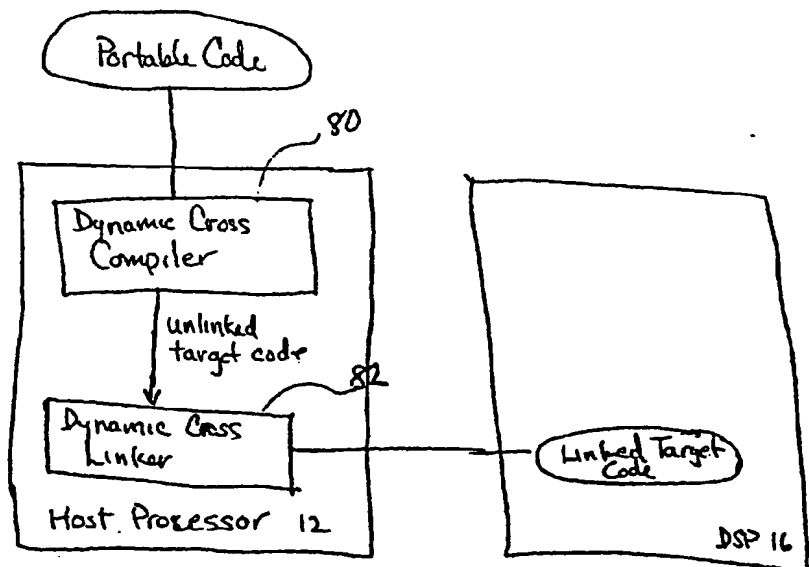 Portable Code
80
Dynamic Cross
Compiler
unlinked
target code
82
Dynamic Cross
Linker
Host Processor 12
Linked Target
Code
DSP 16